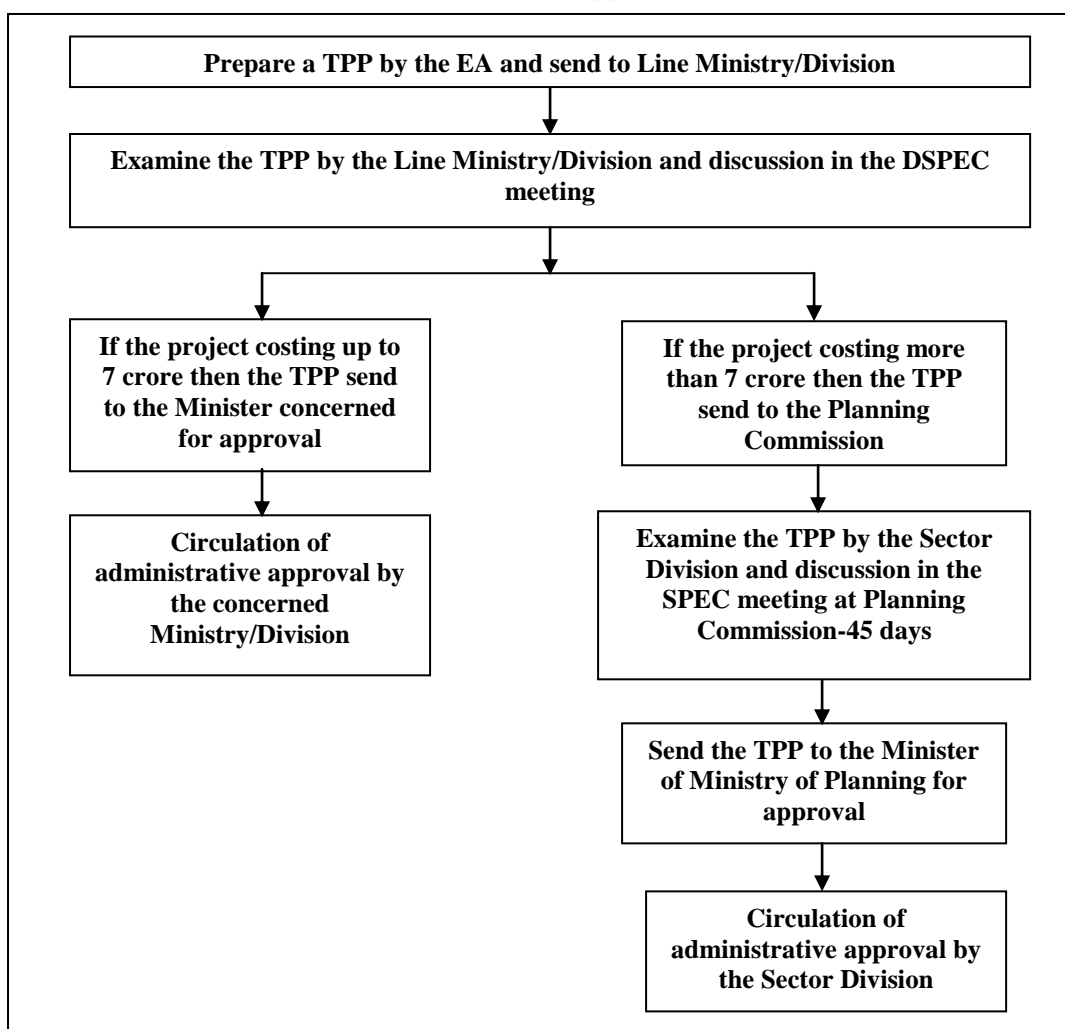 Prepare a TPP by the EA and send to Line Ministry/Division
Examine the TPP by the Line Ministry/Division and discussion in the DSPEC
meeting
If the project costing up to
7 crore then the TPP send
to the Minister concerned
for approval
Circulation of
administrative approval by
the concerned
Ministry/Division
If the project costing more
than 7 crore then the TPP
send to the Planning
Commission
Examine the TPP by the Sector
Division and discussion in the
SPEC meeting at Planning
Commission-45 days
Send the TPP to the Minister
of Ministry of Planning for
approval
Circulation of
administrative approval by
the Sector Division